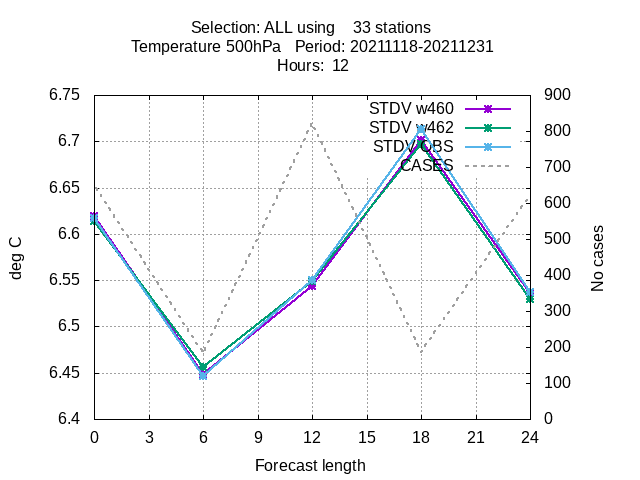 Selection: ALL using 33 stations
Temperature 500hPa Period: 20211118-20211231
Hours: 12
6.75
6.7
6.65
6.6
6.55
6.5
6.45
6.4
deg C
900
800
700
600
500
400
300
200
100
0
No cases
STDV w460
STDV w462
STDV OBS
CASES
0 3 6 9 12 15 18 21 24
Forecast length